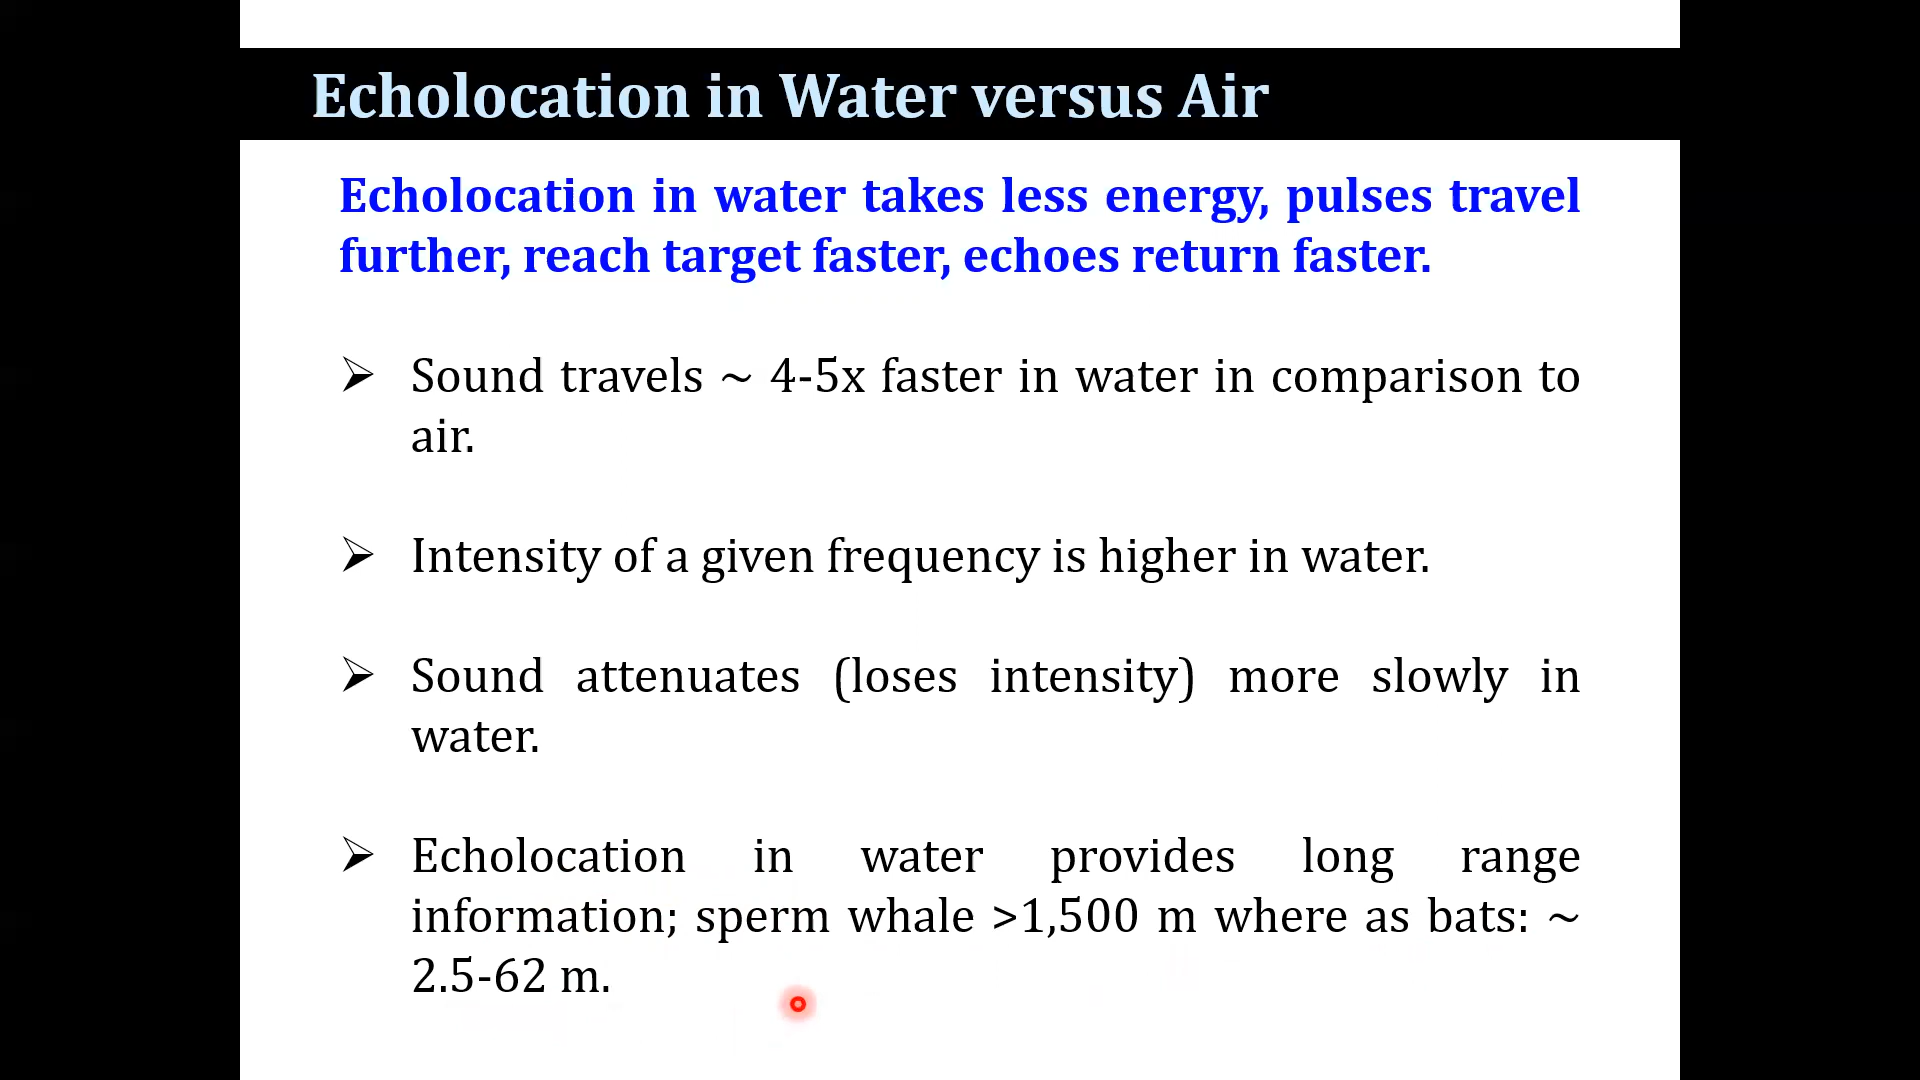 Echolocation in Water versus Air
Echolocation in water takes less energy, pulses travel
further, reach target faster, echoes return faster.
➢ Sound travels ~ 4-5x faster in water in comparison to
air.
➢ Intensity of a given frequency is higher in water.
➢ Sound attenuates (loses intensity) more slowly in
water.
➢ Echolocation in water provides long range
information; sperm whale >1,500 m where as bats: ~
2.5-62 m.